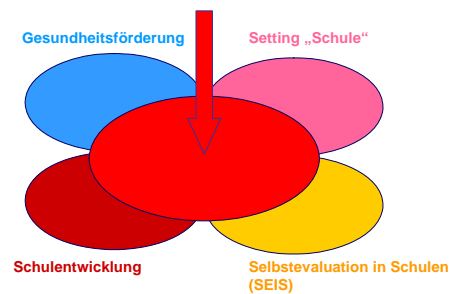 Gesundheitsförderung
Setting „Schule“
Schulentwicklung
Selbstevaluation in Schulen
(SEIS)